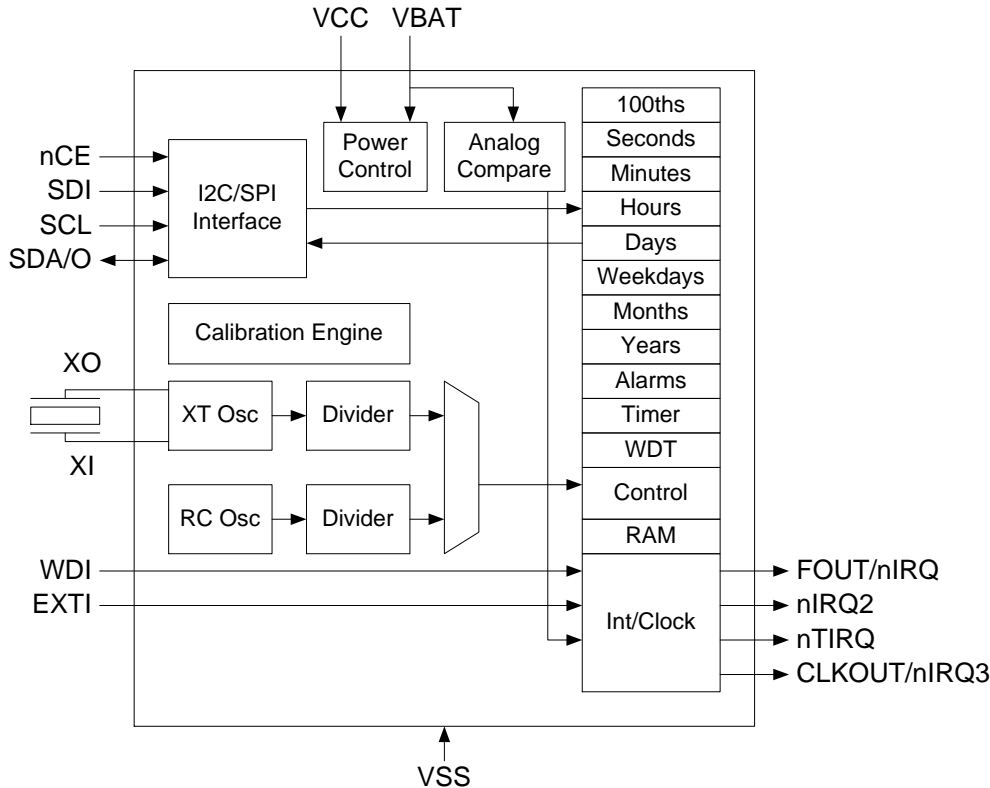 VCC VBAT
nCE
SDI
SCL
SDA/O
I2C/SPI
Interface
Power
Control
Analog
Compare
100ths
Seconds
Minutes
Hours
Days
Weekdays
Months
Years
Alarms
Timer
WDT
Control
RAM
Int/Clock
Calibration Engine
XO
XI
XT Osc
Divider
RC Osc
Divider
WDI
EXTI
FOUT/nIRQ
nIRQ2
nTIRQ
CLKOUT/nIRQ3
VSS